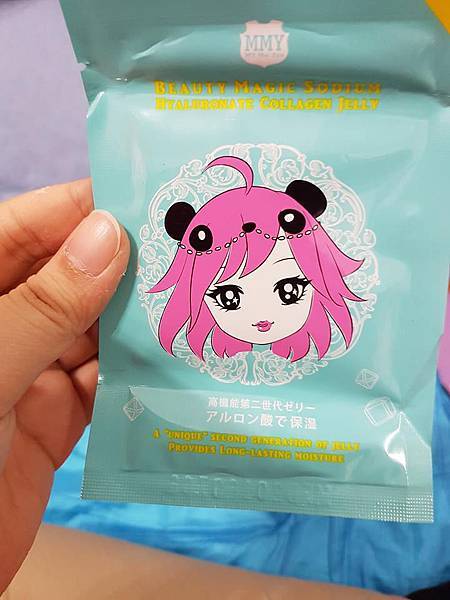 MMY
BEAUTY MAGIC SODIUM
HYALURONATE COLLAGEN JELLY
高機能第二世代ゼリー
アルロン酸で保湿
A "UNIQUE" SECOND GENERATION OF JELLY
PROVIDES LONG-LASTING MOISTURE